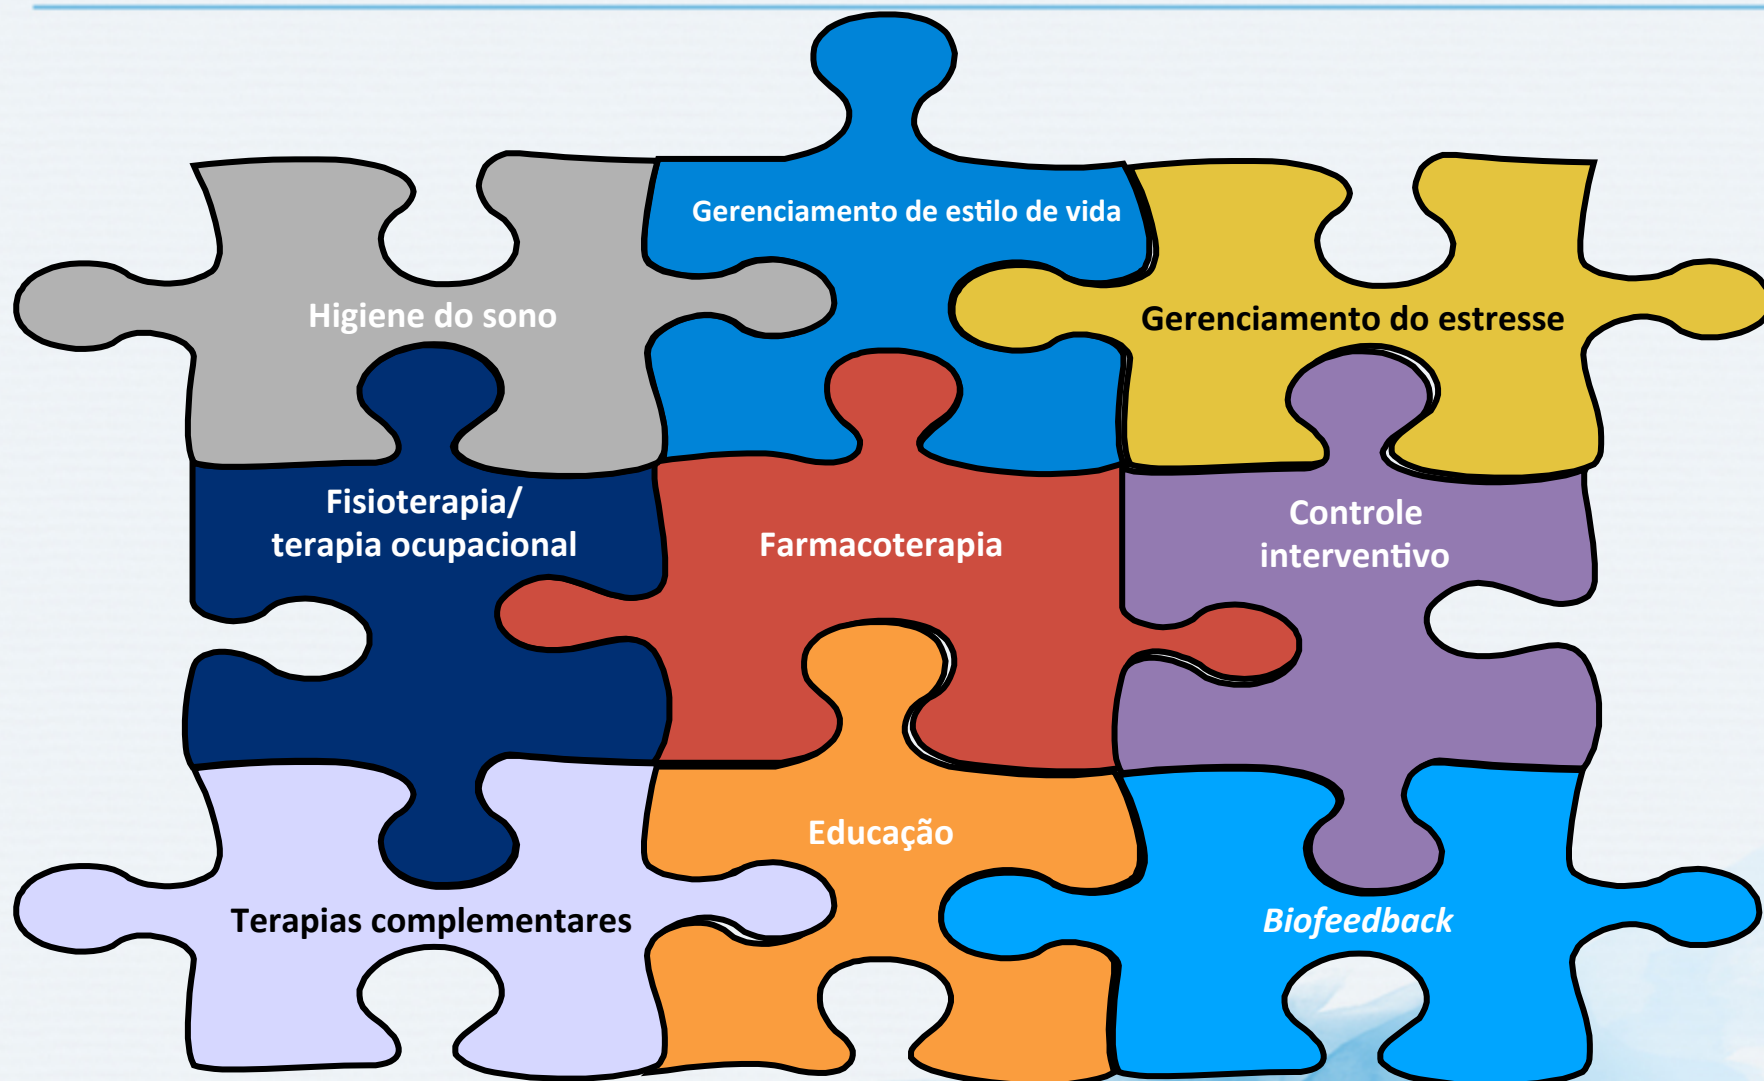 Gerenciamento de estilo de vida
Higiene do sono
Gerenciamento do estresse
Fisioterapia/
terapia ocupacional
Farmacoterapia
Controle
interventivo
Educação
Terapias complementares
Biofeedback